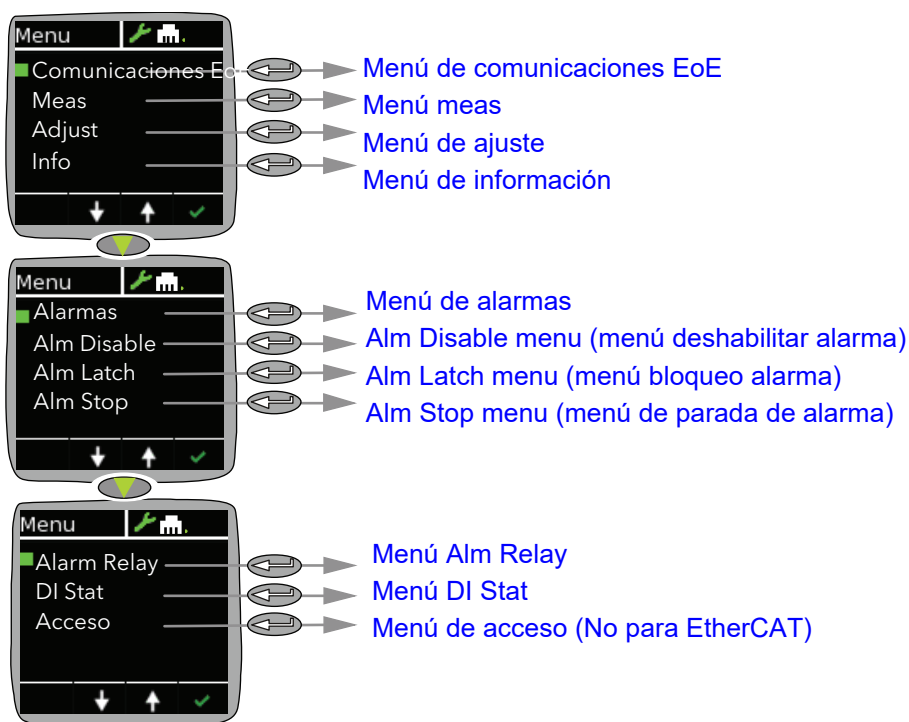 Menu
Comunicaciones Eo
Meas
Adjust
Info
Menú de comunicaciones EoE
Menú meas
Menú de ajuste
Menú de información
Menu
Alarmas
Alm Disable
Alm Latch
Alm Stop
Menú de alarmas
Alm Disable menu (menú deshabilitar alarma)
Alm Latch menu (menú bloqueo alarma)
Alm Stop menu (menú de parada de alarma)
Menu
Alarm Relay
DI Stat
Acceso
Menú Alm Relay
Menú DI Stat
Menú de acceso (No para EtherCAT)